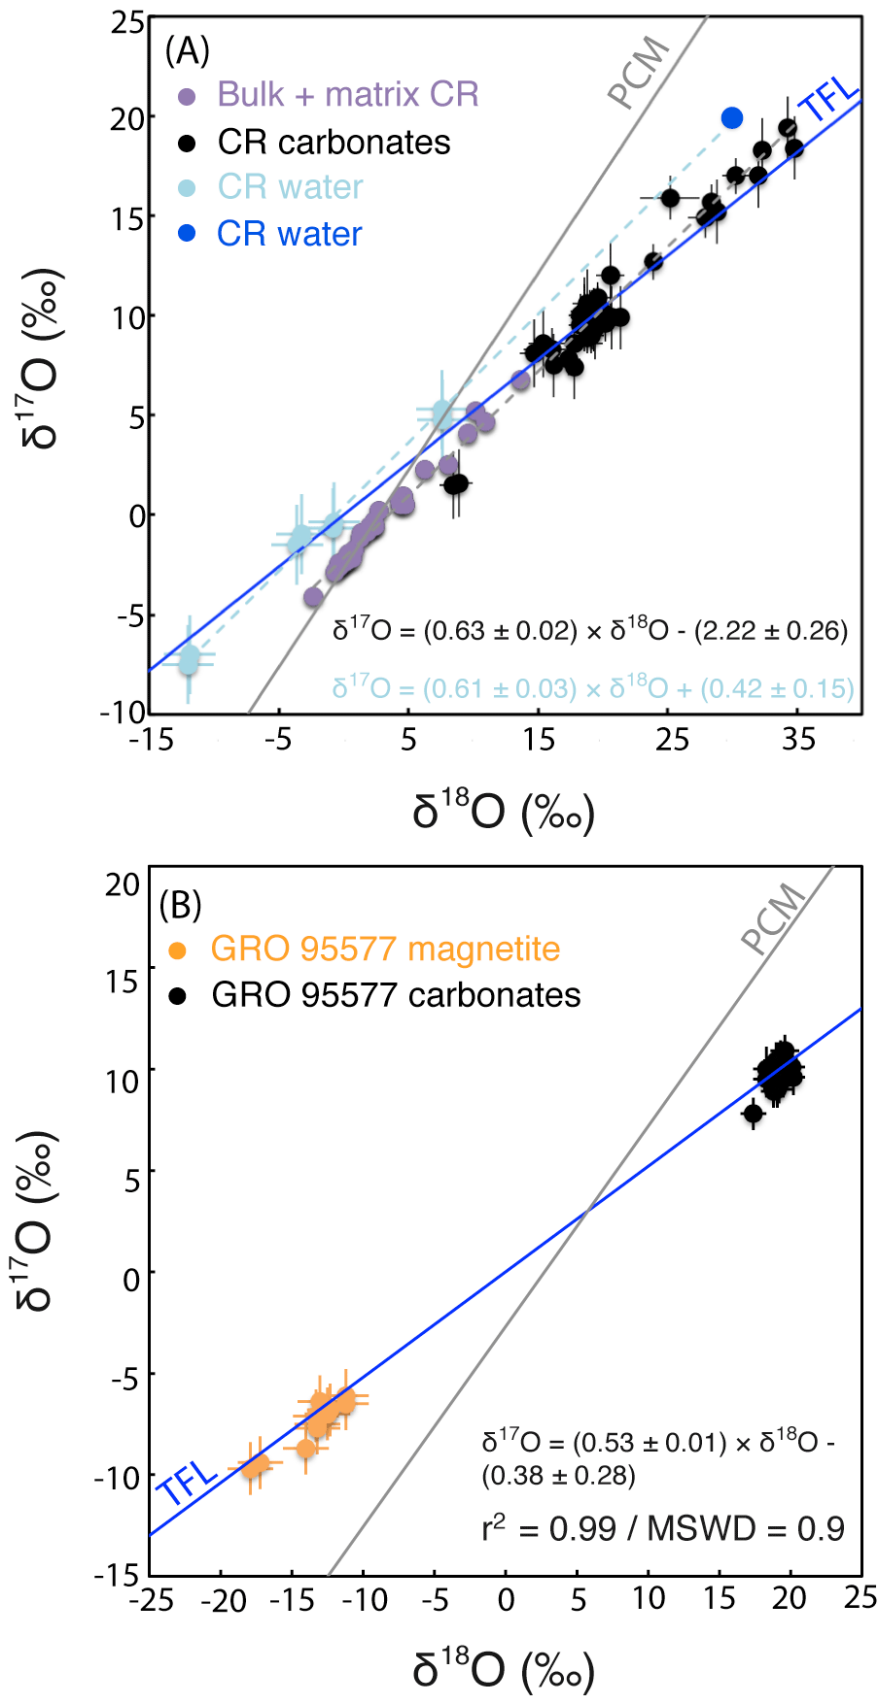 (A)
Bulk + matrix CR
CR carbonates
CR water
CR water
PCM
TFL
25
20
15
10
5
0
-5
-10
δ¹⁷O (‰)
δ¹⁷O = (0.63 ± 0.02) × δ¹⁸O - (2.22 ± 0.26)
δ¹⁷O = (0.61 ± 0.03) × δ¹⁸O + (0.42 ± 0.15)
-15 -5 5 15 25 35
δ¹⁸O (‰)
(B)
GRO 95577 magnetite
GRO 95577 carbonates
PCM
20
15
10
5
0
-5
-10
-15
δ¹⁷O (‰)
TFL
δ¹⁷O = (0.53 ± 0.01) × δ¹⁸O -
(0.38 ± 0.28)
r² = 0.99 / MSWD = 0.9
-25 -20 -15 -10 -5 0 5 10 15 20 25
δ¹⁸O (‰)